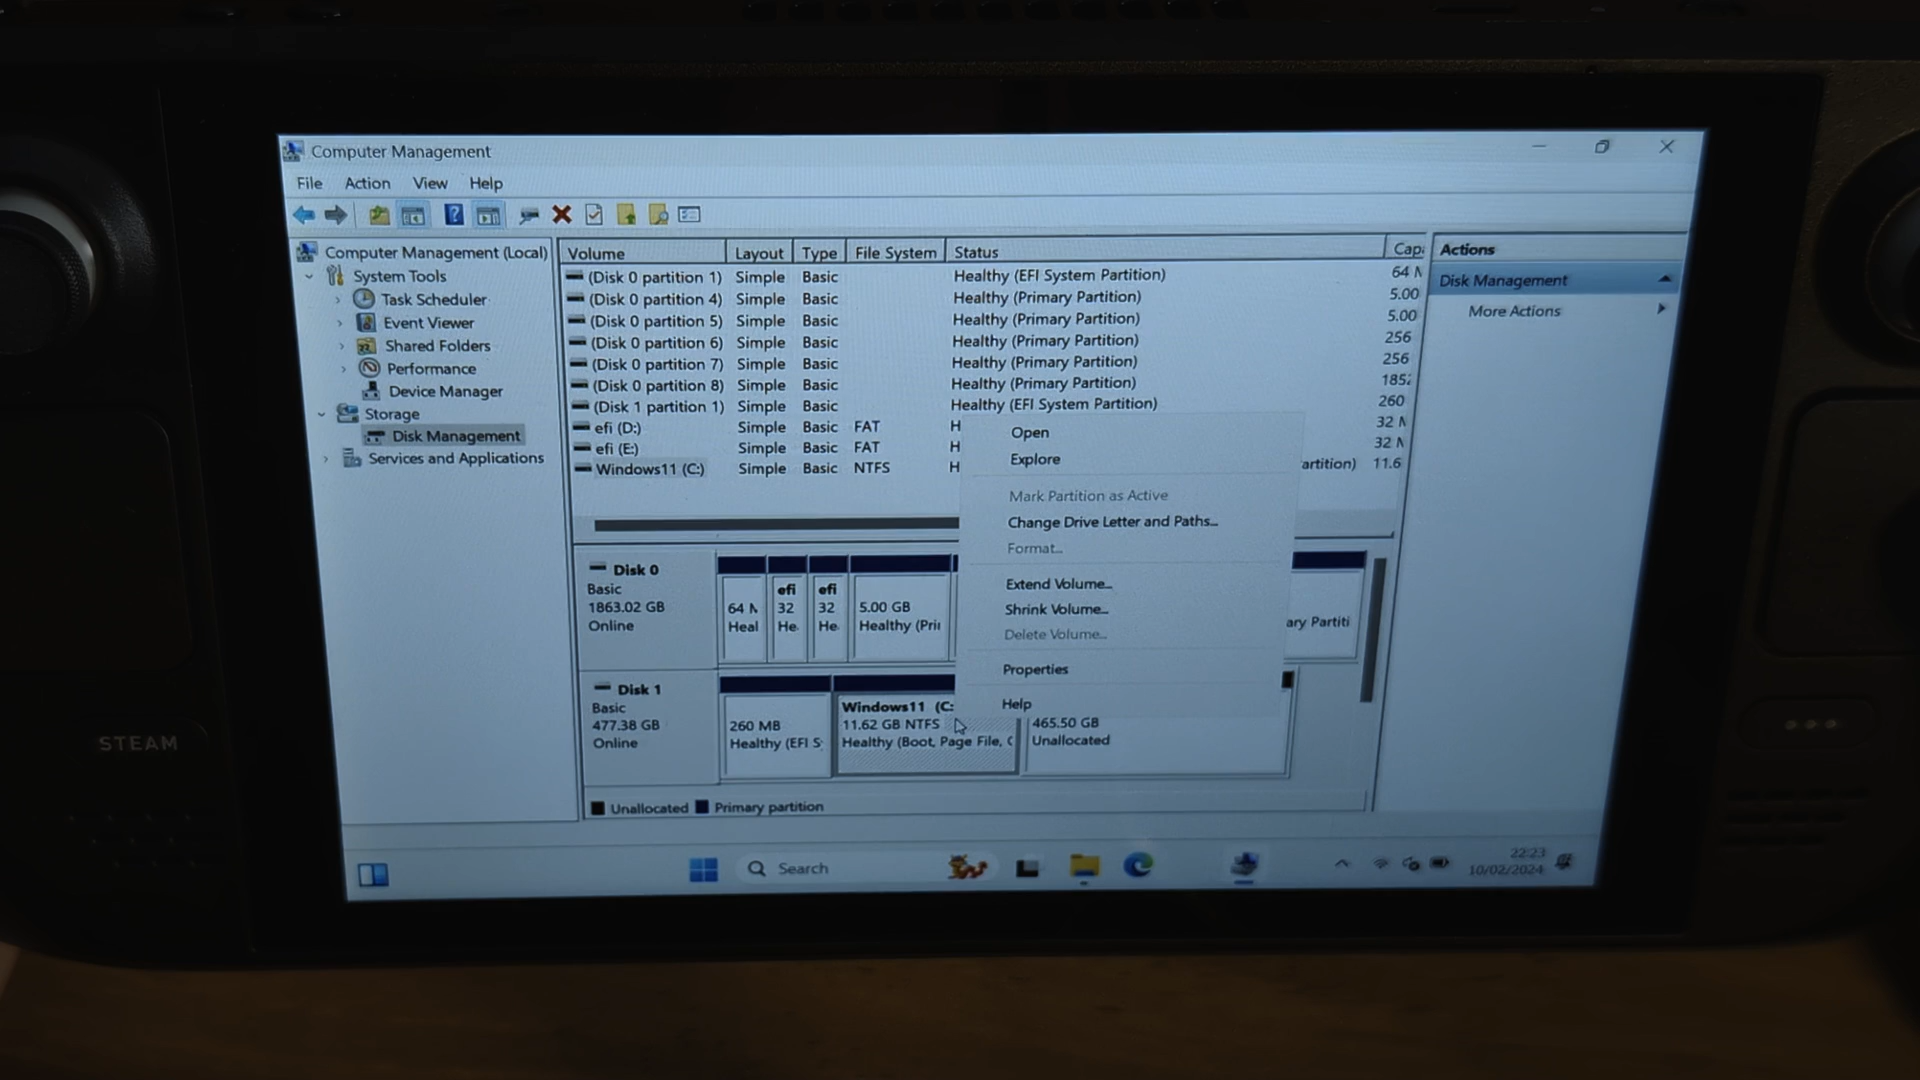 Computer Management
File Action View Help
Computer Management (Local)
System Tools
Task Scheduler
Event Viewer
Shared Folders
Performance
Device Manager
Storage
Disk Management
Services and Applications
Volume Layout Type File System Status Cap
(Disk 0 partition 1) Simple Basic Healthy (EFI System Partition) 64 M
(Disk 0 partition 4) Simple Basic Healthy (Primary Partition) 5.00
(Disk 0 partition 5) Simple Basic Healthy (Primary Partition) 5.00
(Disk 0 partition 6) Simple Basic Healthy (Primary Partition) 256
(Disk 0 partition 7) Simple Basic Healthy (Primary Partition) 256
(Disk 0 partition 8) Simple Basic Healthy (Primary Partition) 185
(Disk 1 partition 1) Simple Basic Healthy (EFI System Partition) 260
efi (D:) Simple Basic FAT H 32 M
efi (E:) Simple Basic FAT H 32 M
Windows11 (C:) Simple Basic NTFS H artition) 11.6
Actions
Disk Management
More Actions
Open
Explore
Mark Partition as Active
Change Drive Letter and Paths...
Format...
Extend Volume...
Shrink Volume...
Delete Volume...
Properties
Help
Disk 0
Basic
1863.02 GB
Online
64 M
Heal
efi
32
He
efi
32
He
5.00 GB
Healthy (Pri
ary Partiti
Disk 1
Basic
477.38 GB
Online
260 MB
Healthy (EFI S
Windows11 (C:
11.62 GB NTFS
Healthy (Boot, Page File, C
465.50 GB
Unallocated
Unallocated Primary partition
Search
22:23
10/02/2024
STEAM